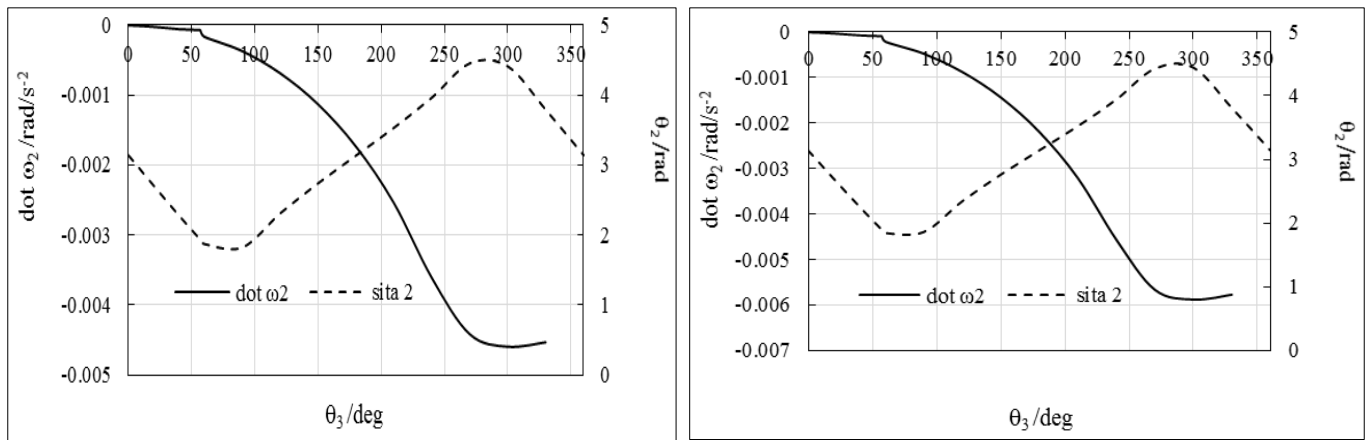 0
-0.001
-0.002
-0.003
-0.004
-0.005
dot ω₂ /rad/s⁻²
0 50 100 150 200 250 300 350
5
4
3
2
1
0
θ₂/rad
dot ω2 sita 2
θ₃ /deg
0
-0.001
-0.002
-0.003
-0.004
-0.005
-0.006
-0.007
dot ω₂ /rad/s⁻²
0 50 100 150 200 250 300 350
5
4
3
2
1
0
θ₂/rad
dot ω2 sita 2
θ₃ /deg